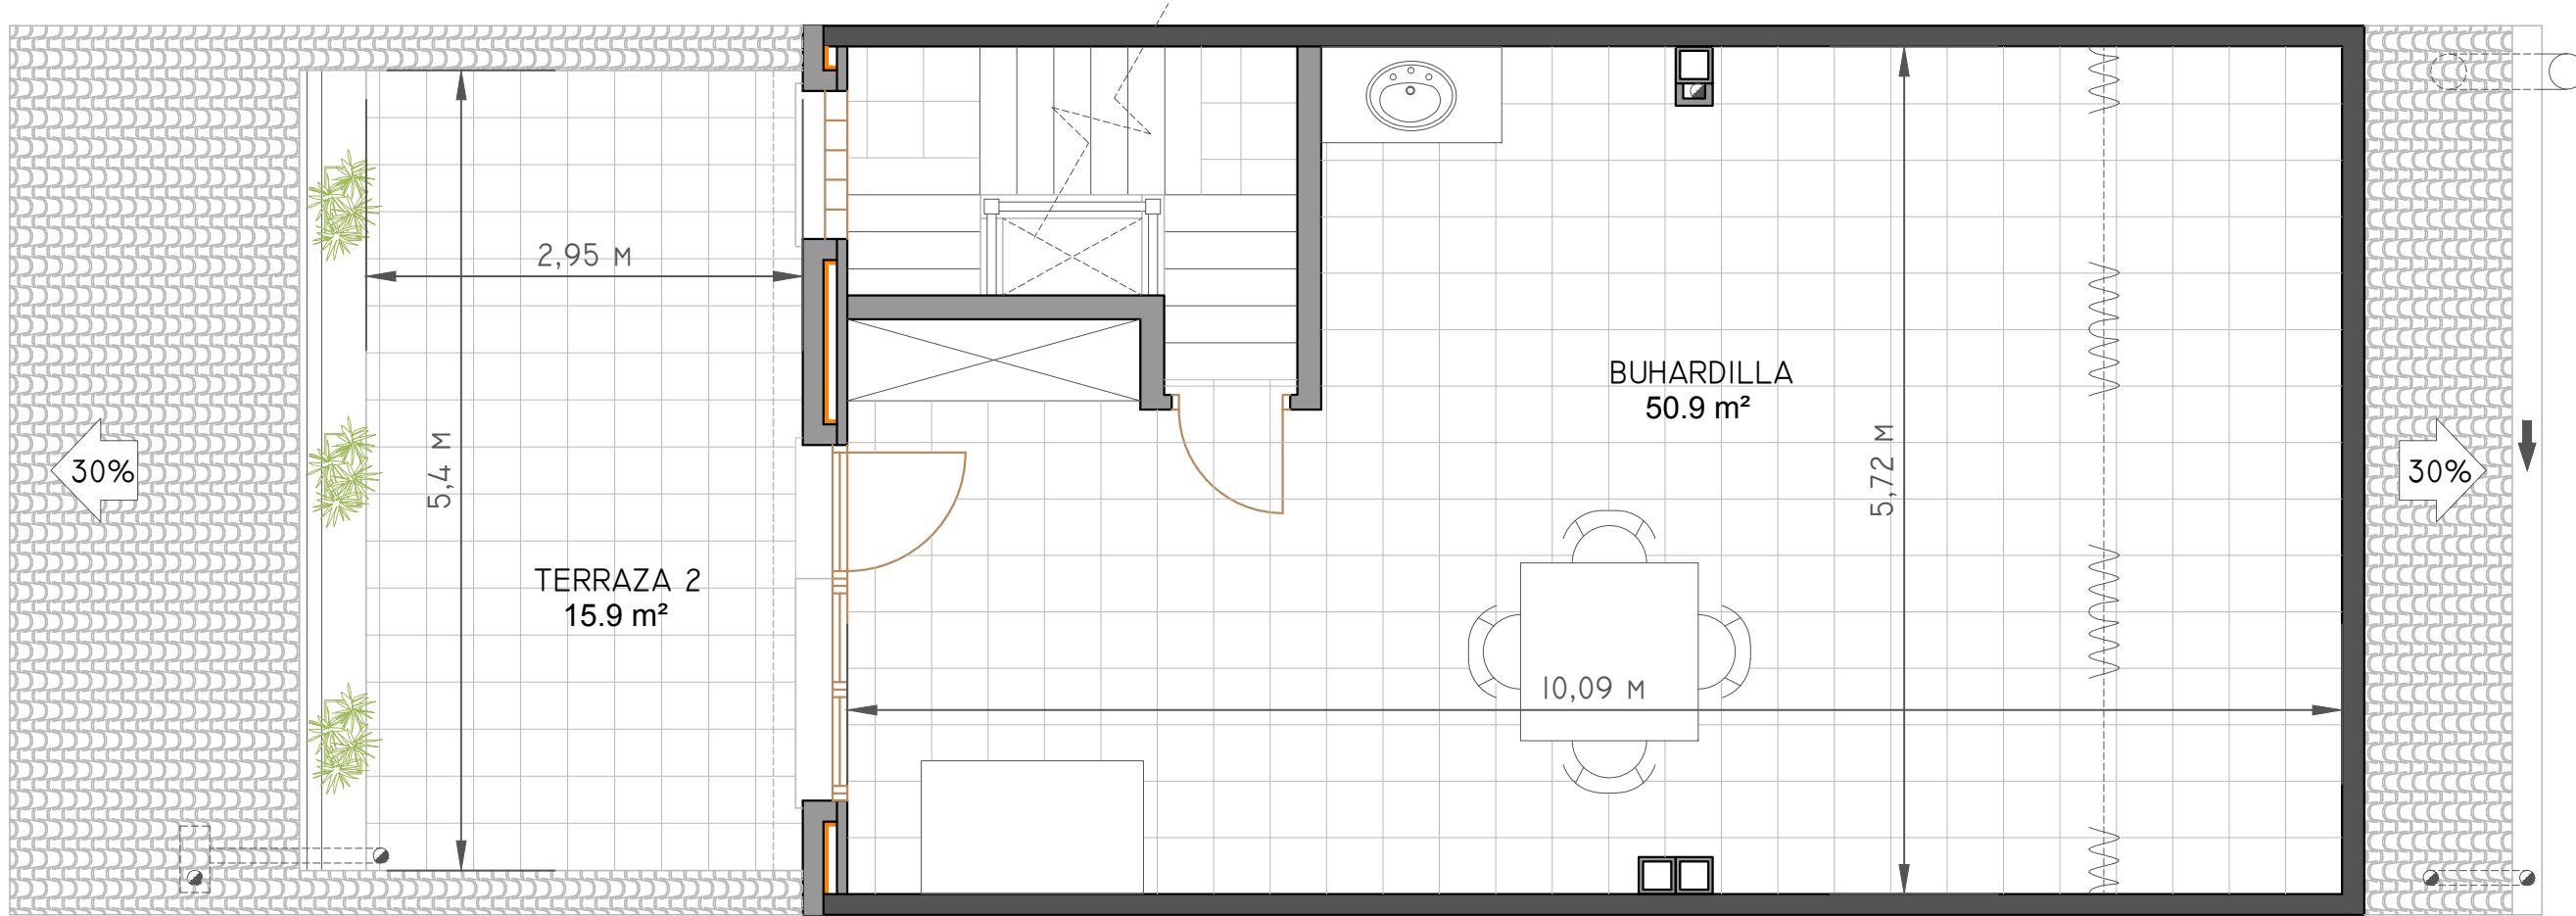 2,95 м
BUHARDILLA
50.9 m²
30%
5,4 м
5,72 м
30%
TERRAZA 2
15.9 m²
10,09 м